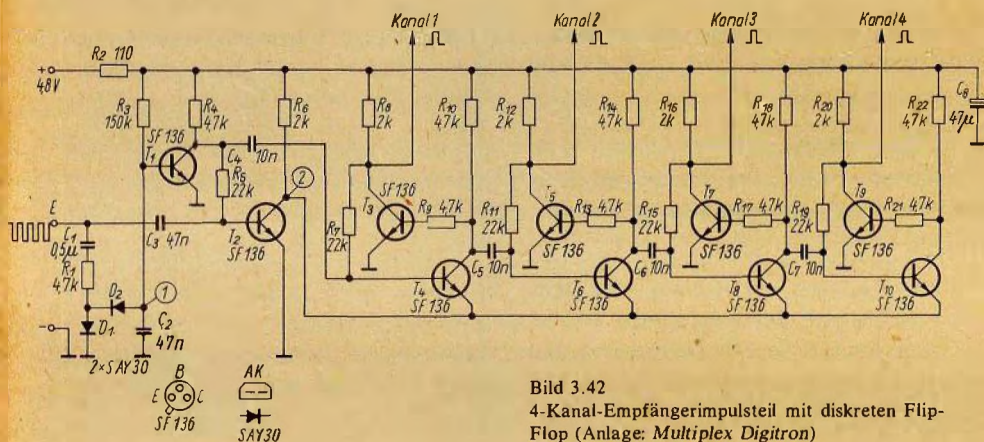 Kanal 1
Kanal 2
Kanal 3
Kanal 4
+
48V
R2 110
R3
150k
R4
4,7k
R6
2k
R8
2k
R10
4,7k
R12
2k
R14
4,7k
R16
2k
R18
4,7k
R20
2k
R22
4,7k
C8
47µ
SF 136
T1
C4
10n
R5
22k
2
E
C1
0,5µ
R1
4,7k
C3 47n
T2
SF 136
R7
22k
SF136
T3
R9 4,7k
R11
22k
T5
R13 4,7k
SF 136
R15
22k
T7
R17 4,7k
SF 136
R19
22k
T9
R21 4,7k
SF 136
T4
SF 136
C5
10n
T6
SF 136
C6
10n
T8
SF 136
C7
10n
T10
SF 136
D2
1
D1
C2
47n
-
2×SAY 30
B
E
C
SF 136
AK
SAY30
Bild 3.42
4-Kanal-Empfängerimpulsteil mit diskreten Flip-
Flop (Anlage: Multiplex Digitron)